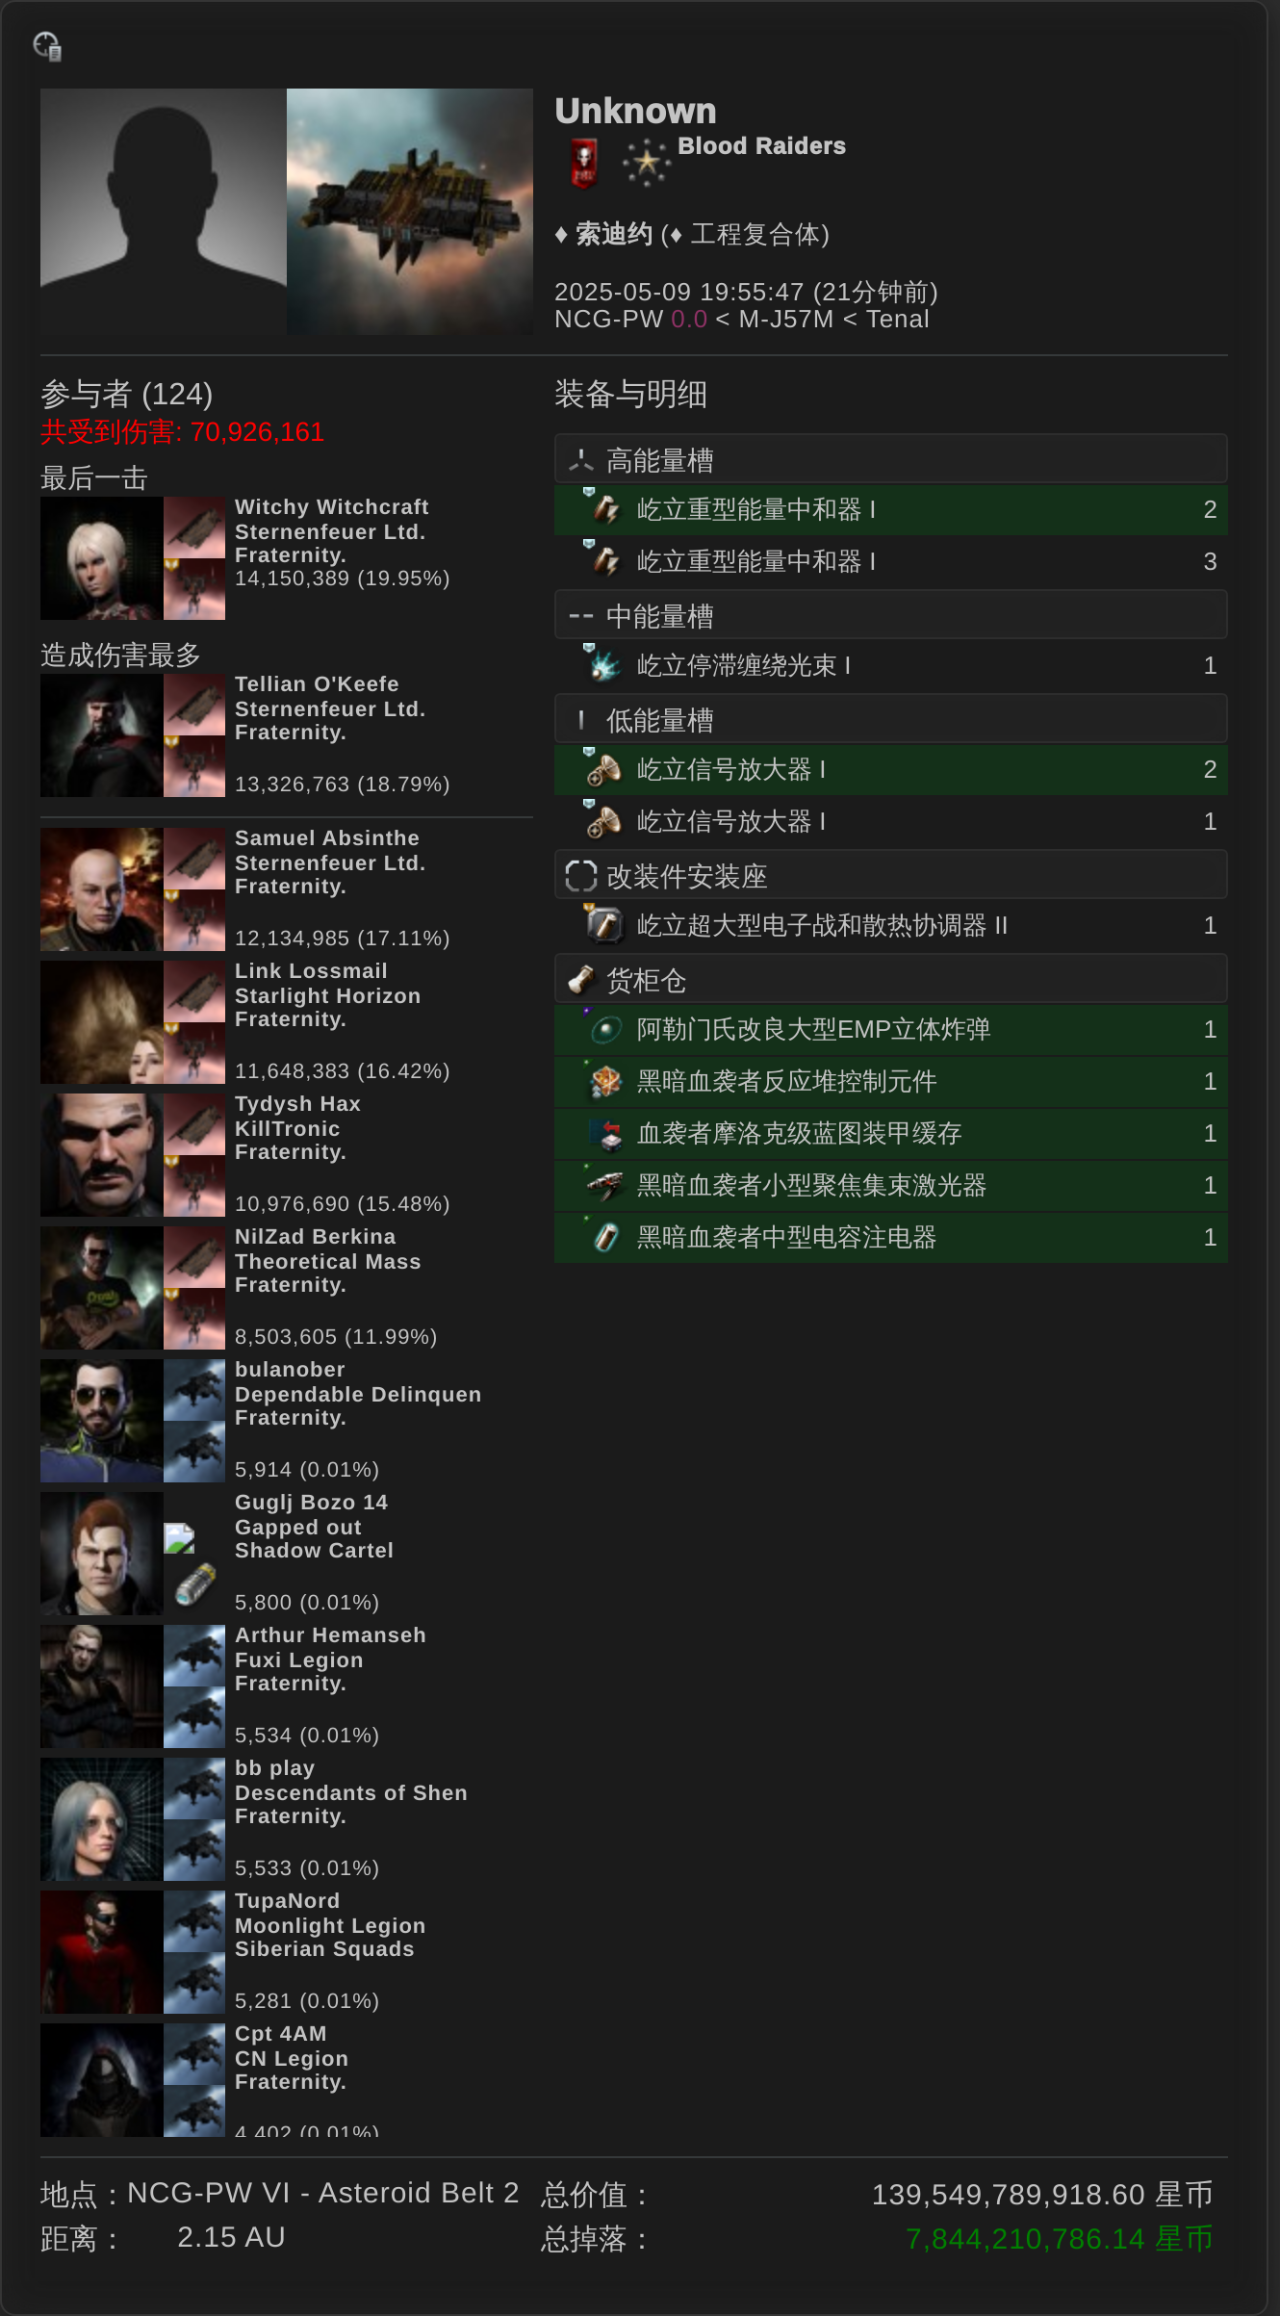 Unknown
Blood Raiders
♦ 索迪约 (♦ 工程复合体)
2025-05-09 19:55:47 (21分钟前)
NCG-PW 0.0 < M-J57M < Tenal
参与者 (124)
共受到伤害: 70,926,161
最后一击
Witchy Witchcraft
Sternenfeuer Ltd.
Fraternity.
14,150,389 (19.95%)
造成伤害最多
Tellian O'Keefe
Sternenfeuer Ltd.
Fraternity.
13,326,763 (18.79%)
Samuel Absinthe
Sternenfeuer Ltd.
Fraternity.
12,134,985 (17.11%)
Link Lossmail
Starlight Horizon
Fraternity.
11,648,383 (16.42%)
Tydysh Hax
KillTronic
Fraternity.
10,976,690 (15.48%)
NilZad Berkina
Theoretical Mass
Fraternity.
8,503,605 (11.99%)
bulanober
Dependable Delinquen
Fraternity.
5,914 (0.01%)
Guglj Bozo 14
Gapped out
Shadow Cartel
5,800 (0.01%)
Arthur Hemanseh
Fuxi Legion
Fraternity.
5,534 (0.01%)
bb play
Descendants of Shen
Fraternity.
5,533 (0.01%)
TupaNord
Moonlight Legion
Siberian Squads
5,281 (0.01%)
Cpt 4AM
CN Legion
Fraternity.
4,402 (0.01%)
装备与明细
高能量槽
屹立重型能量中和器 I 2
屹立重型能量中和器 I 3
中能量槽
屹立停滞缠绕光束 I 1
低能量槽
屹立信号放大器 I 2
屹立信号放大器 I 1
改装件安装座
屹立超大型电子战和散热协调器 II 1
货柜仓
阿勒门氏改良大型EMP立体炸弹 1
黑暗血袭者反应堆控制元件 1
血袭者摩洛克级蓝图装甲缓存 1
黑暗血袭者小型聚焦集束激光器 1
黑暗血袭者中型电容注电器 1
地点：NCG-PW VI - Asteroid Belt 2
距离： 2.15 AU
总价值： 139,549,789,918.60 星币
总掉落： 7,844,210,786.14 星币